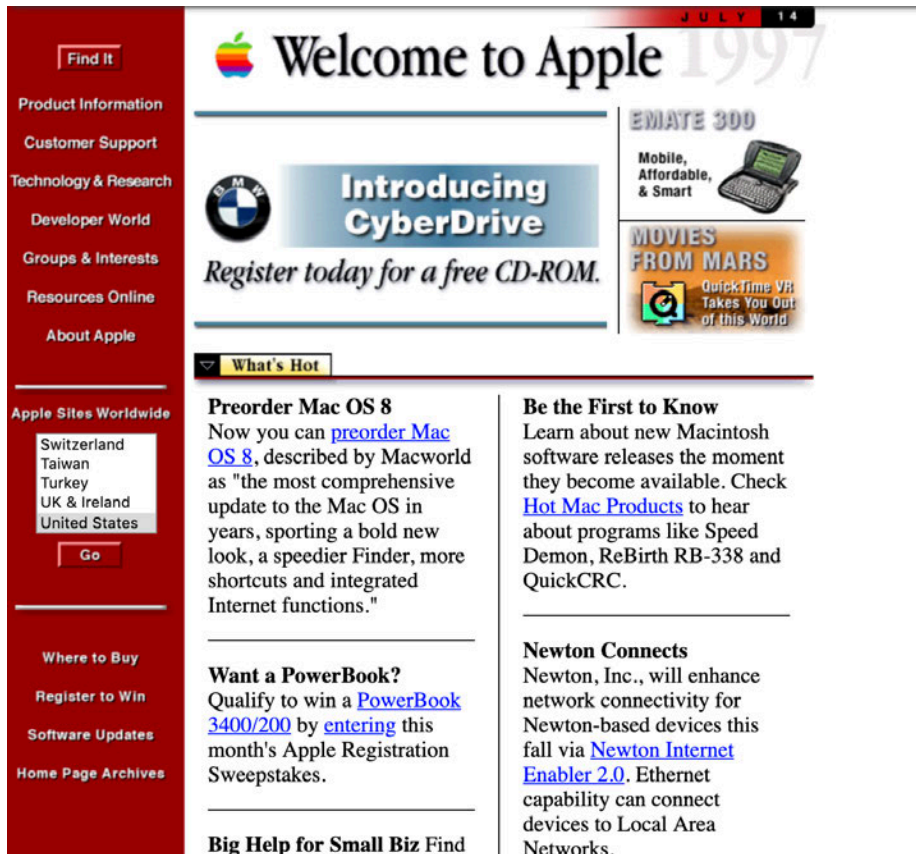 JULY 14
1997
Welcome to Apple
Find It
Product Information
Customer Support
Technology & Research
Developer World
Groups & Interests
Resources Online
About Apple
Apple Sites Worldwide
Switzerland
Taiwan
Turkey
UK & Ireland
United States
Go
Where to Buy
Register to Win
Software Updates
Home Page Archives
BMW
Introducing
CyberDrive
Register today for a free CD-ROM.
EMATE 300
Mobile,
Affordable,
& Smart
MOVIES
FROM MARS
QuickTime VR
Takes You Out
of this World
What's Hot
Preorder Mac OS 8
Now you can preorder Mac
OS 8, described by Macworld
as "the most comprehensive
update to the Mac OS in
years, sporting a bold new
look, a speedier Finder, more
shortcuts and integrated
Internet functions."
Want a PowerBook?
Qualify to win a PowerBook
3400/200 by entering this
month's Apple Registration
Sweepstakes.
Big Help for Small Biz Find
Be the First to Know
Learn about new Macintosh
software releases the moment
they become available. Check
Hot Mac Products to hear
about programs like Speed
Demon, ReBirth RB-338 and
QuickCRC.
Newton Connects
Newton, Inc., will enhance
network connectivity for
Newton-based devices this
fall via Newton Internet
Enabler 2.0. Ethernet
capability can connect
devices to Local Area
Networks.